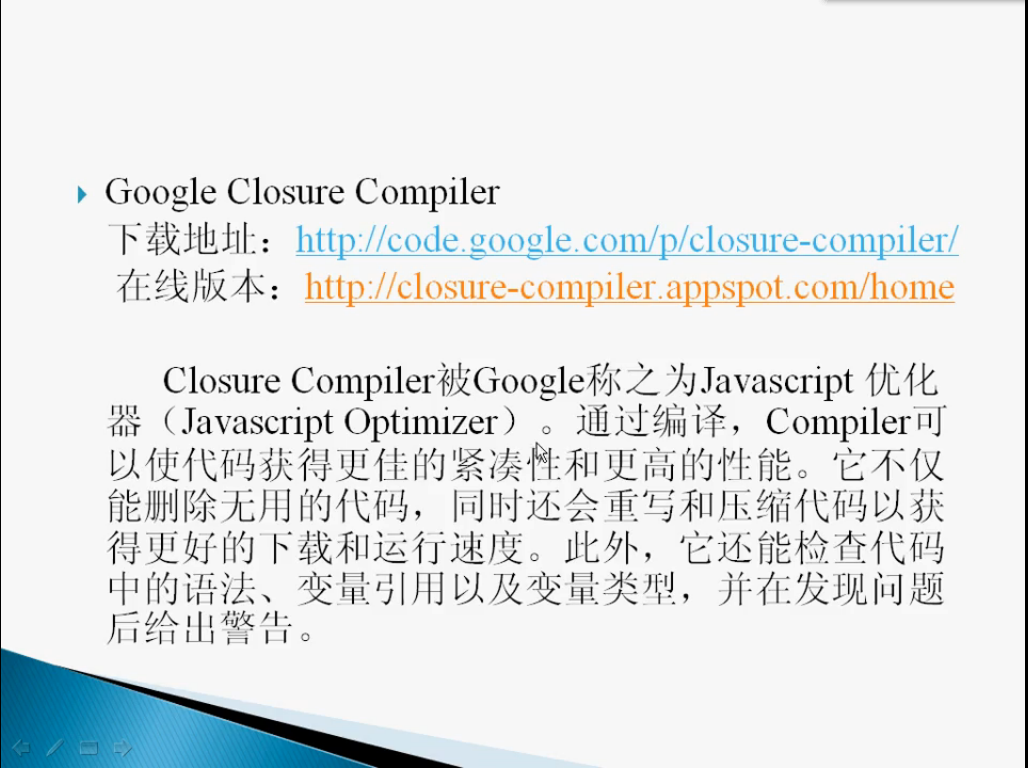 Google Closure Compiler
下载地址：http://code.google.com/p/closure-compiler/
在线版本：http://closure-compiler.appspot.com/home
Closure Compiler被Google称之为Javascript 优化
器（Javascript Optimizer）。通过编译，Compiler可
以使代码获得更佳的紧凑性和更高的性能。它不仅
能删除无用的代码，同时还会重写和压缩代码以获
得更好的下载和运行速度。此外，它还能检查代码
中的语法、变量引用以及变量类型，并在发现问题
后给出警告。